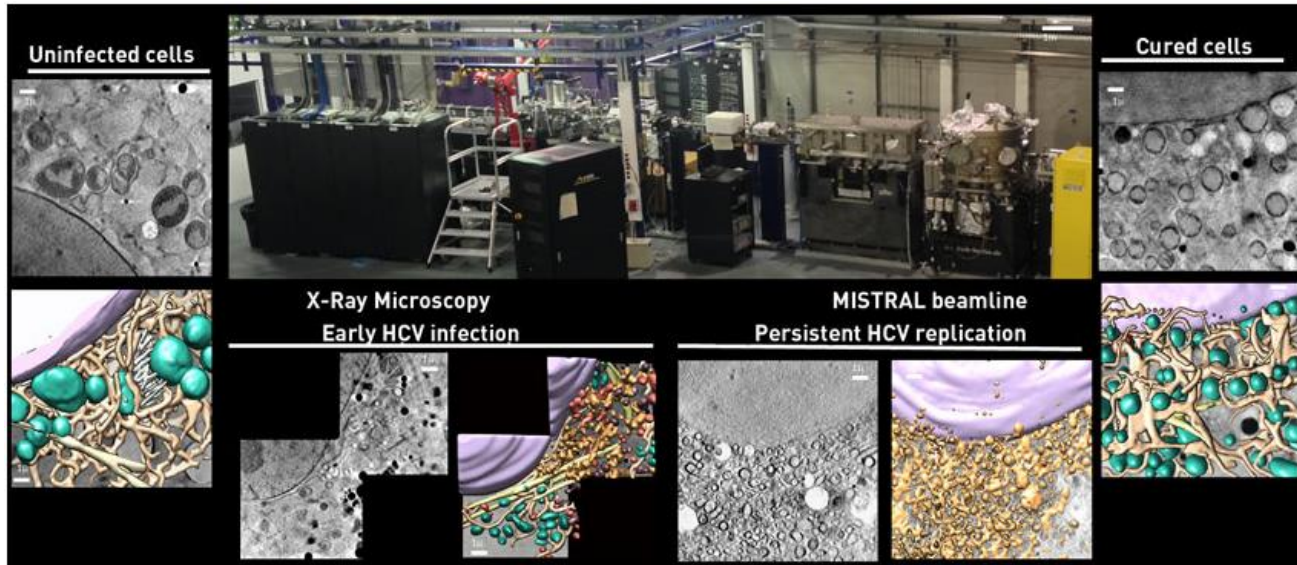 Uninfected cells
Cured cells
X-Ray Microscopy
MISTRAL beamline
Early HCV infection
Persistent HCV replication